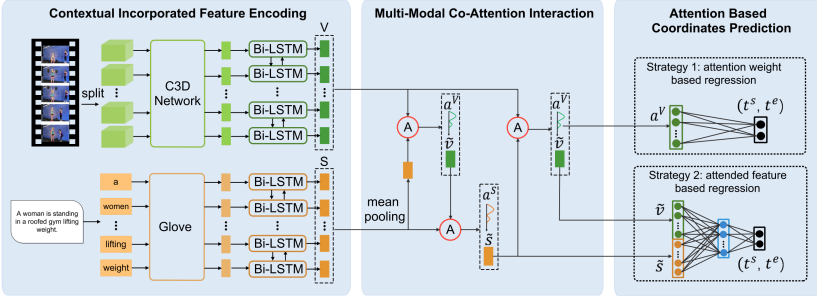 Contextual Incorporated Feature Encoding
split
C3D
Network
Bi-LSTM
Bi-LSTM
Bi-LSTM
Bi-LSTM
V
A woman is standing
in a roofed gym lifting
weight.
a
women
lifting
weight
Glove
Bi-LSTM
Bi-LSTM
Bi-LSTM
Bi-LSTM
S
Multi-Modal Co-Attention Interaction
mean
pooling
A
a^V
ṽ
A
a^S
s̃
A
a^V
ṽ
Attention Based
Coordinates Prediction
Strategy 1: attention weight
based regression
a^V
(t^s, t^e)
Strategy 2: attended feature
based regression
ṽ
s̃
(t^s, t^e)